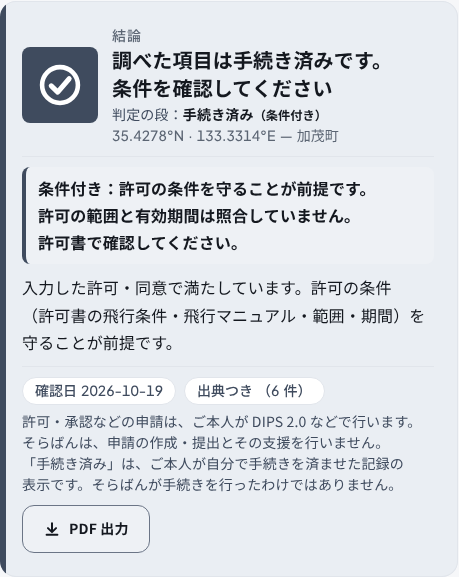 結論
調べた項目は手続き済みです。
条件を確認してください
判定の段：手続き済み（条件付き）
35.4278°N · 133.3314°E — 加茂町
条件付き：許可の条件を守ることが前提です。
許可の範囲と有効期間は照合していません。
許可書で確認してください。
入力した許可・同意で満たしています。許可の条件
（許可書の飛行条件・飛行マニュアル・範囲・期間）を
守ることが前提です。
確認日 2026-10-19 出典つき （6 件）
許可・承認などの申請は、ご本人が DIPS 2.0 などで行います。
そらばんは、申請の作成・提出とその支援を行いません。
「手続き済み」は、ご本人が自分で手続きを済ませた記録の
表示です。そらばんが手続きを行ったわけではありません。
PDF 出力